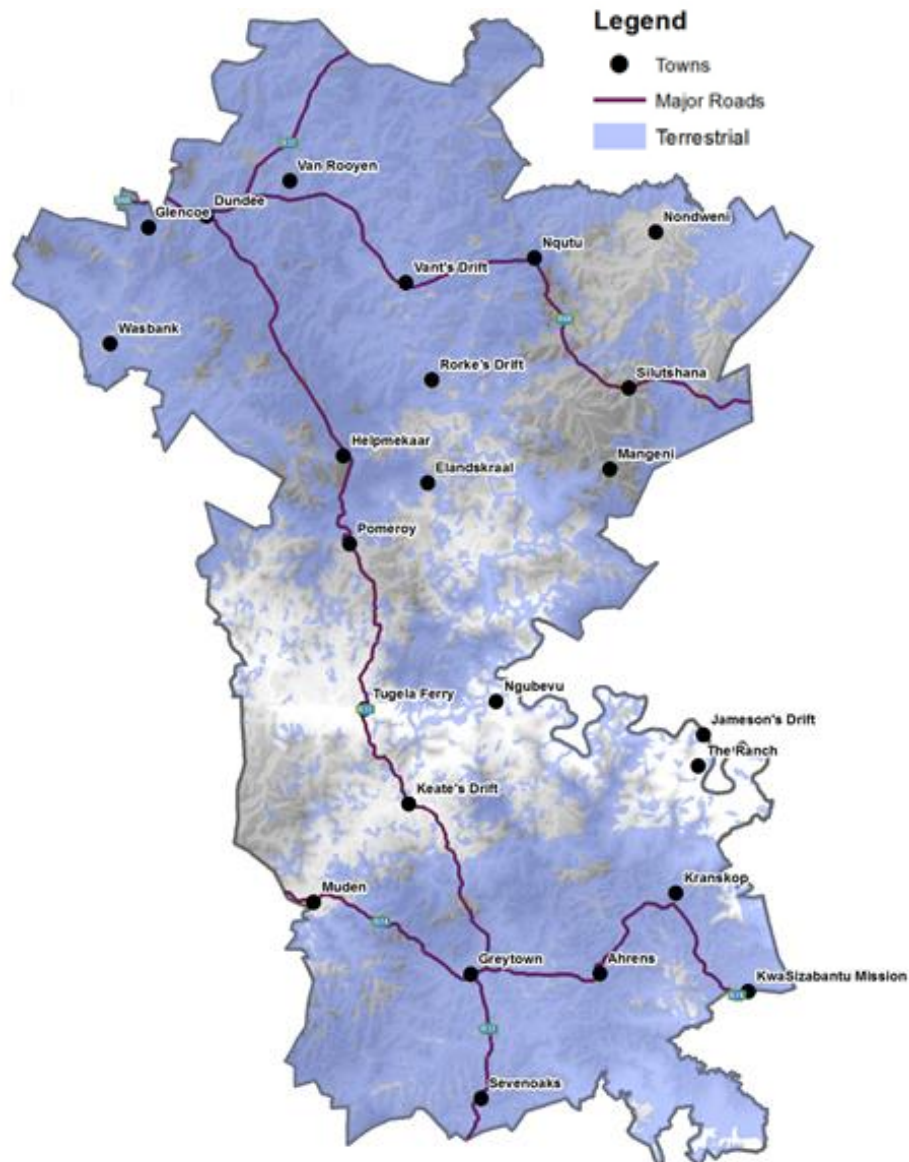 Legend
Towns
Major Roads
Terrestrial
Van Rooyen
Dundee
Glencoe
Nondweni
Nqutu
Vant's Drift
Wasbank
Rorke's Drift
Silutshana
Helpmekaar
Elandskraal
Mangeni
Pomeroy
Tugela Ferry
Ngubevu
Jameson's Drift
The Ranch
Keate's Drift
Kranskop
Muden
Greytown
Ahrens
KwaSizabantu Mission
Sevenoaks